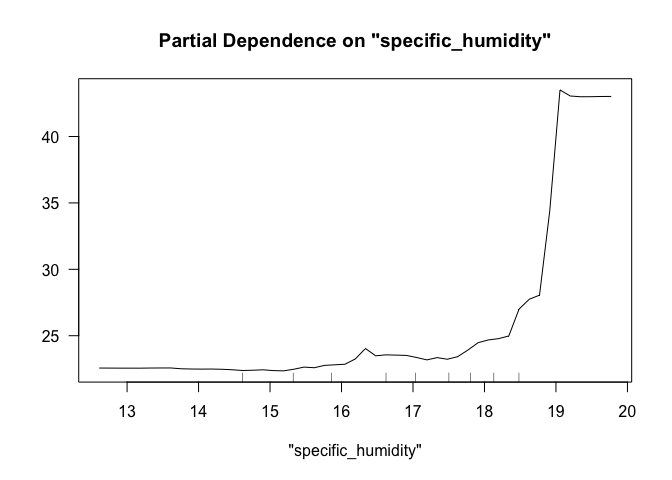 Partial Dependence on "specific_humidity"
40
35
30
25
13 14 15 16 17 18 19 20
"specific_humidity"